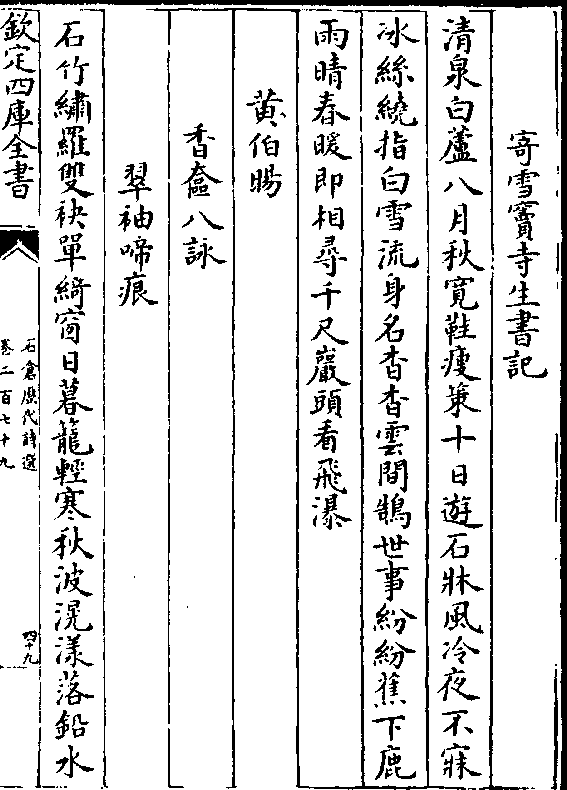 寄雪竇寺生書記
清泉白蘆八月秋寛鞋瘦䇿十日遊石牀風冷夜不寐
冰絲繞指白雪流身名杳杳雲間鵠世事紛紛蕉下鹿
雨晴春暖即相尋千尺巖頭看飛瀑
黄伯暘
香奩八詠
翠袖啼痕
石竹繡羅雙袂單綺窗日暮籠輕寒秋波滉漾落鉛水
欽定四庫全書
石倉歷代詩選
卷二百七十九
四十九